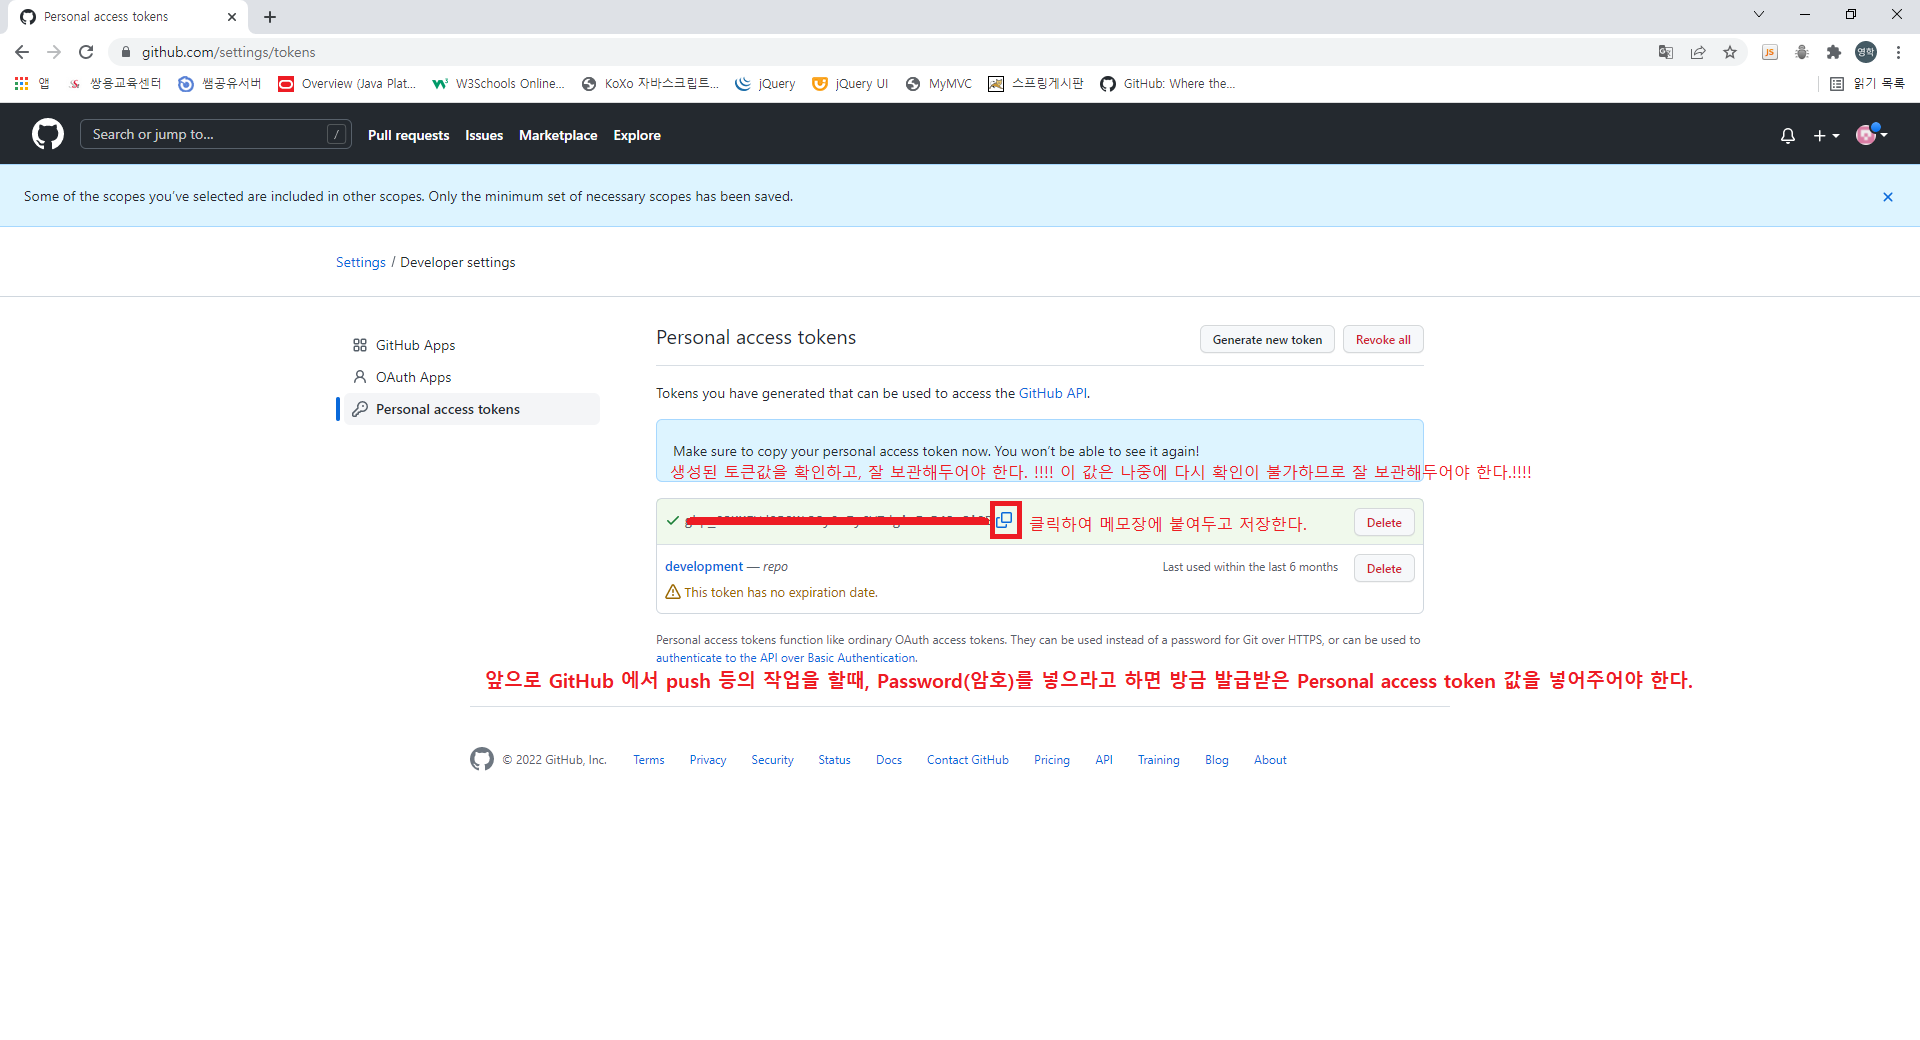 Personal access tokens
github.com/settings/tokens
영학
앱
쌍용교육센터
쌤공유서버
Overview (Java Plat...
W3Schools Online...
KoXo 자바스크립트...
jQuery
jQuery UI
MyMVC
스프링게시판
GitHub: Where the...
읽기 목록
Search or jump to...
/
Pull requests
Issues
Marketplace
Explore
Some of the scopes you've selected are included in other scopes. Only the minimum set of necessary scopes has been saved.
Settings / Developer settings
GitHub Apps
OAuth Apps
Personal access tokens
Personal access tokens
Generate new token
Revoke all
Tokens you have generated that can be used to access the GitHub API.
Make sure to copy your personal access token now. You won't be able to see it again!
생성된 토큰값을 확인하고, 잘 보관해두어야 한다. !!!! 이 값은 나중에 다시 확인이 불가하므로 잘 보관해두어야 한다.!!!!
클릭하여 메모장에 붙여두고 저장한다.
Delete
development — repo
Last used within the last 6 months
Delete
This token has no expiration date.
Personal access tokens function like ordinary OAuth access tokens. They can be used instead of a password for Git over HTTPS, or can be used to
authenticate to the API over Basic Authentication.
앞으로 GitHub 에서 push 등의 작업을 할때, Password(암호)를 넣으라고 하면 방금 발급받은 Personal access token 값을 넣어주어야 한다.
© 2022 GitHub, Inc.
Terms
Privacy
Security
Status
Docs
Contact GitHub
Pricing
API
Training
Blog
About